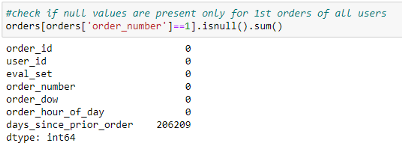 #check if null values are present only for 1st orders of all users
orders[orders['order_number']==1].isnull().sum()
order_id 0
user_id 0
eval_set 0
order_number 0
order_dow 0
order_hour_of_day 0
days_since_prior_order 206209
dtype: int64